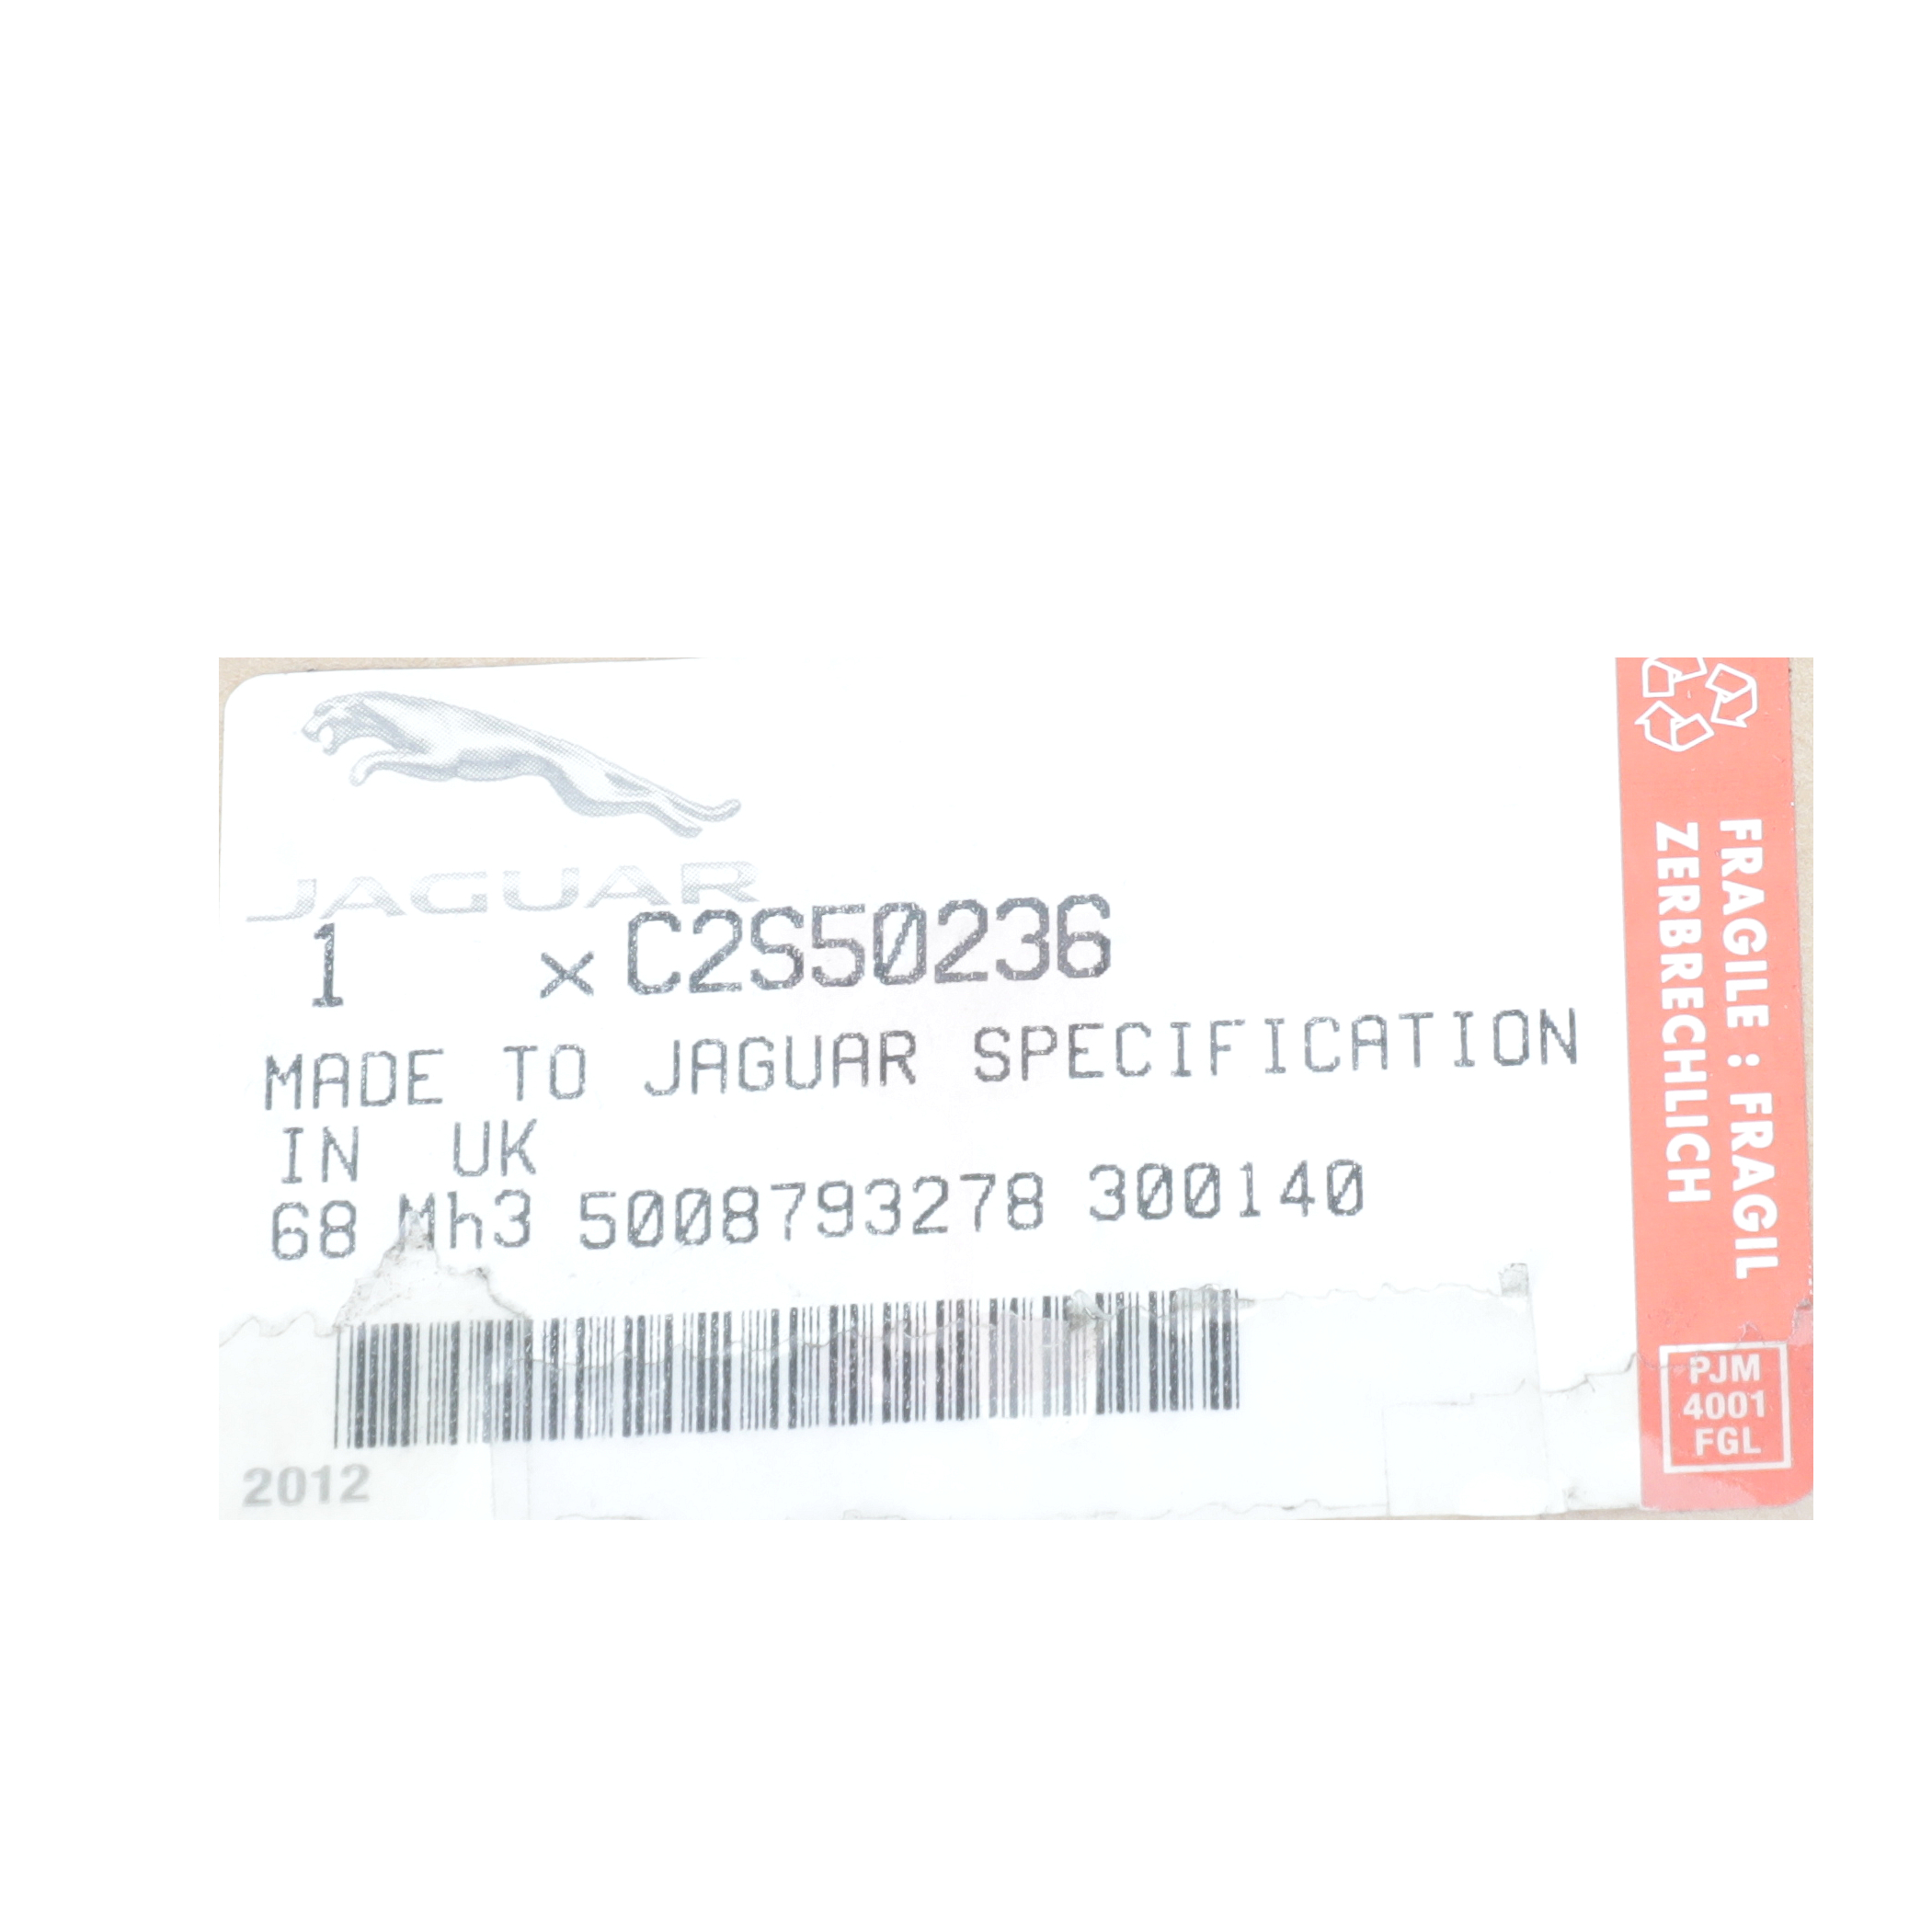 JAGUAR
1 x C2S50236
MADE TO JAGUAR SPECIFICATION
IN UK
68 Mh3 5008793278 300140
2012
FRAGILE : FRAGIL
ZERBRECHLICH
PJM
4001
FGL